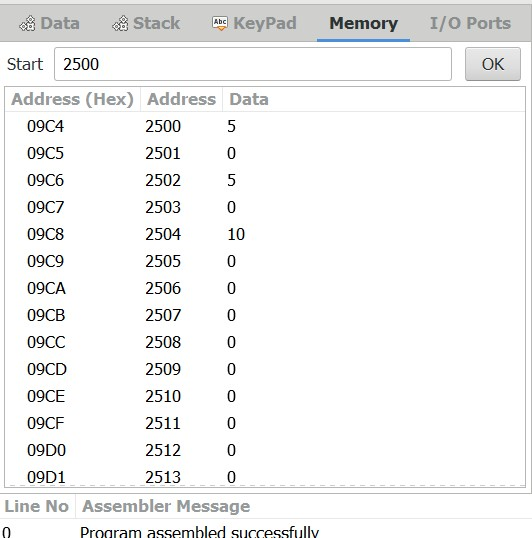 Data Stack Abc KeyPad Memory I/O Ports
Start 2500 OK
Address (Hex) Address Data
09C4 2500 5
09C5 2501 0
09C6 2502 5
09C7 2503 0
09C8 2504 10
09C9 2505 0
09CA 2506 0
09CB 2507 0
09CC 2508 0
09CD 2509 0
09CE 2510 0
09CF 2511 0
09D0 2512 0
09D1 2513 0
Line No Assembler Message
0 Program assembled successfully